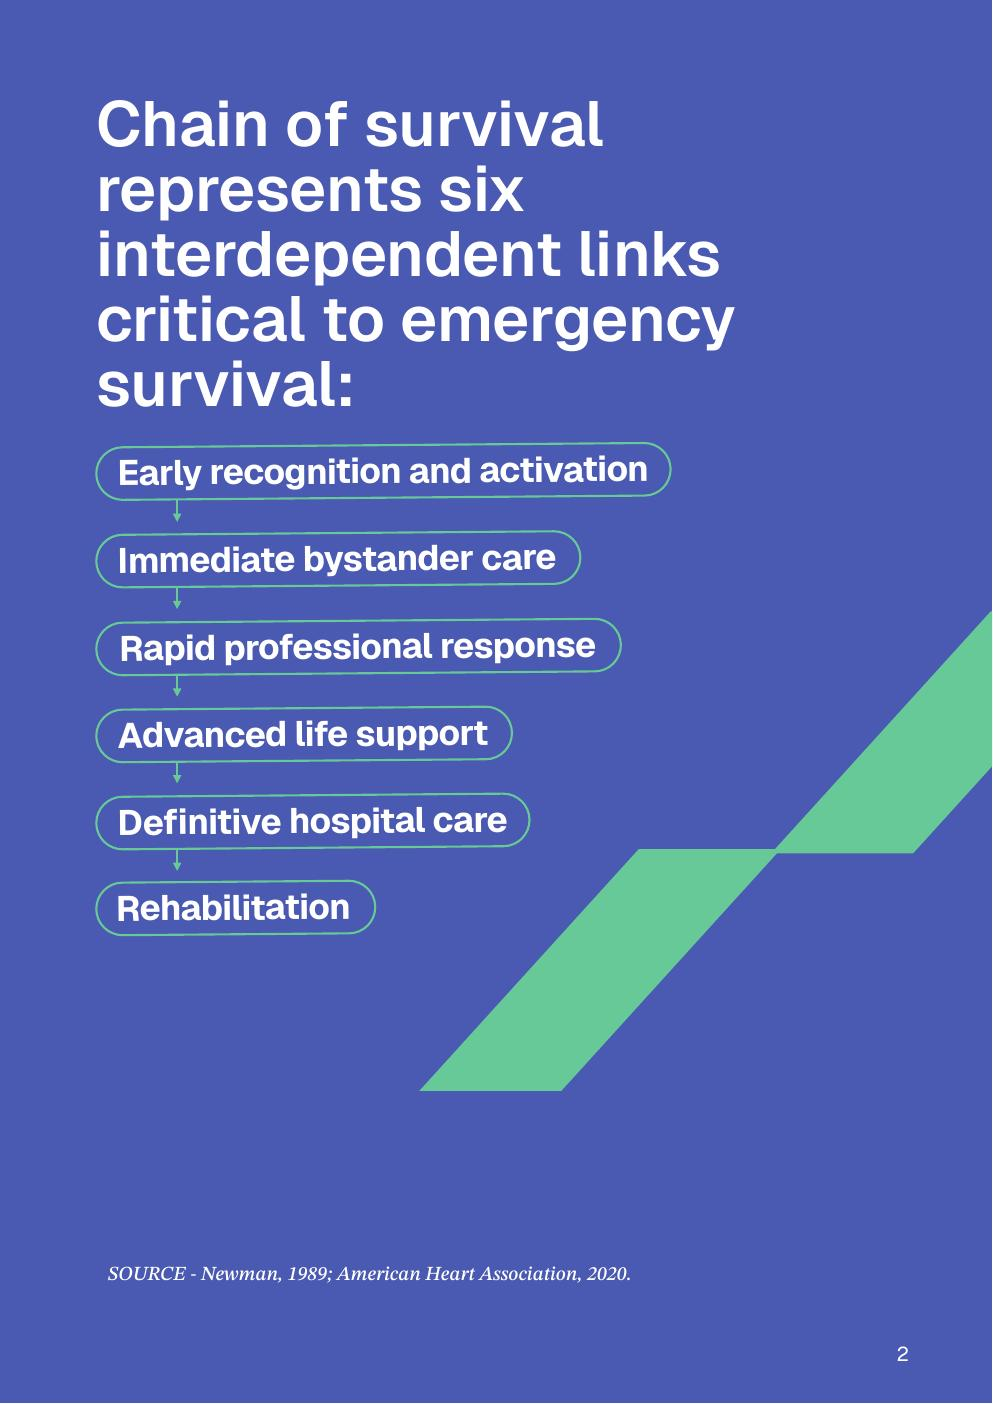 Chain of survival
represents six
interdependent links
critical to emergency
survival:
Early recognition and activation
Immediate bystander care
Rapid professional response
Advanced life support
Definitive hospital care
Rehabilitation
SOURCE - Newman, 1989; American Heart Association, 2020.
2